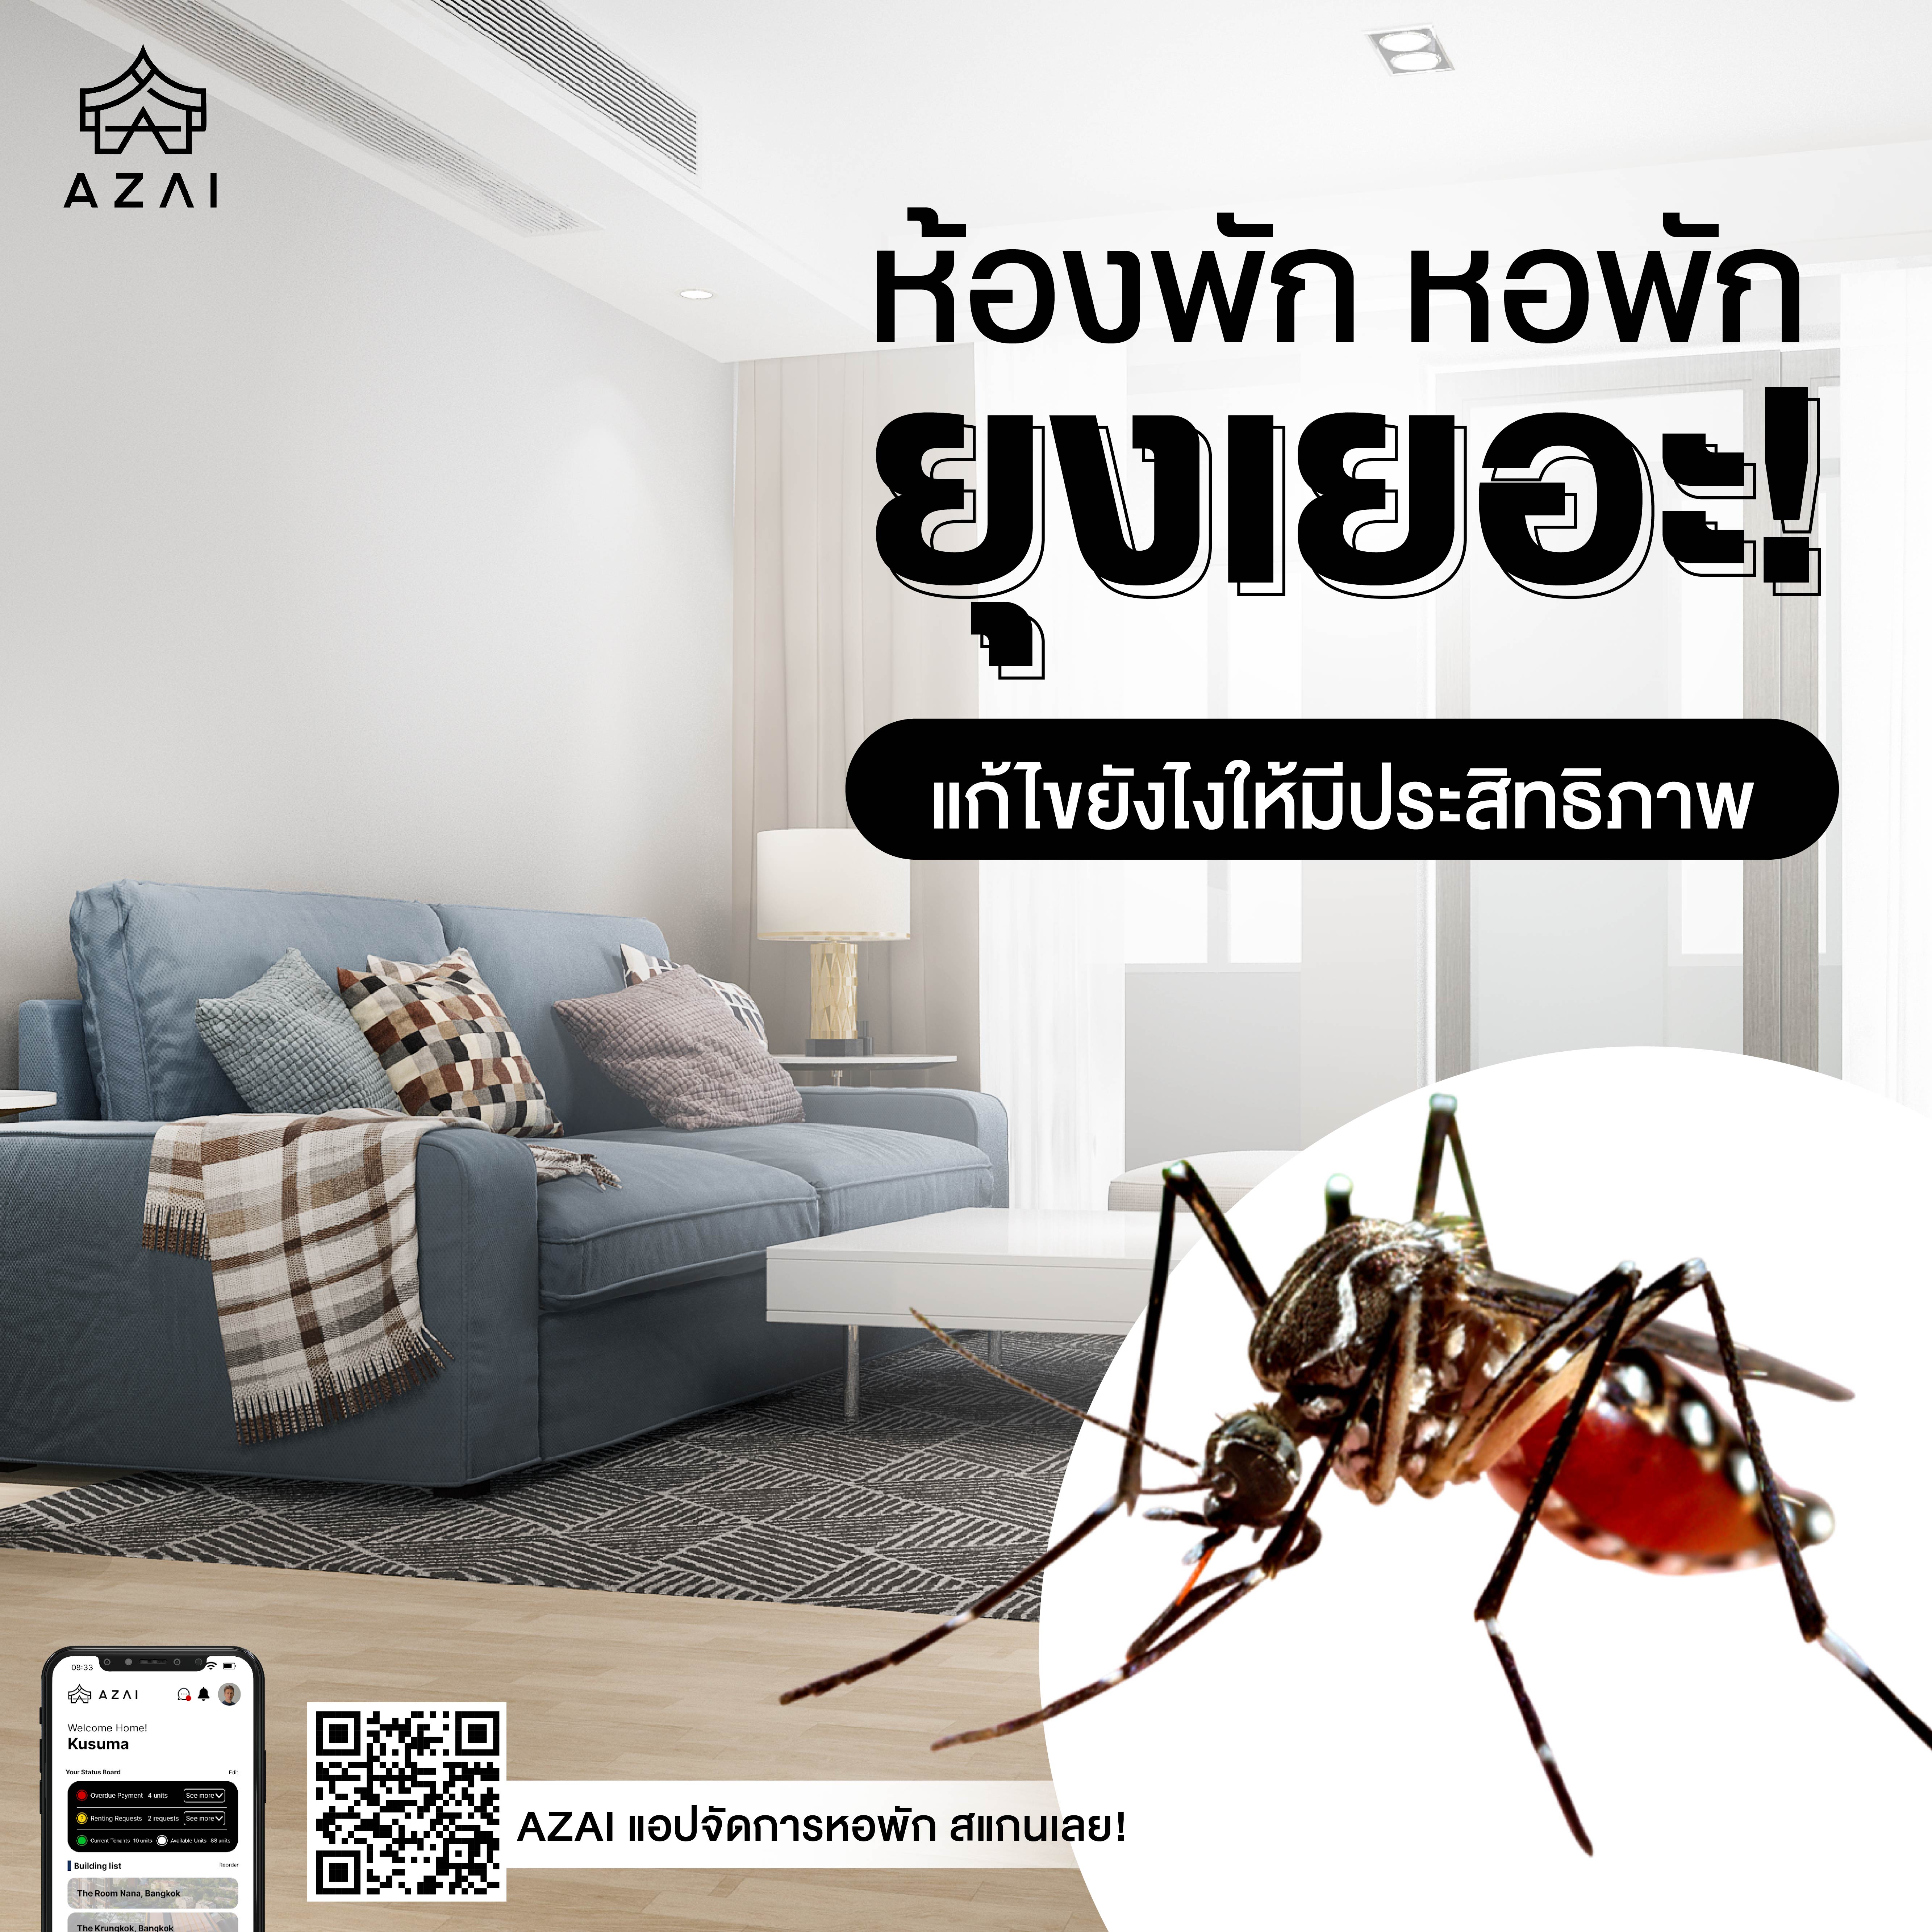 AZAI
ห้องพัก หอพัก
ยุงเยอะ!
แก้ไขยังไงให้มีประสิทธิภาพ
08:33
AZAI
Welcome Home!
Kusuma
Your Status Board Edit
Overdue Payment 4 units See more
Renting Requests 2 requests See more
Current Tenants 10 units Available Units 88 units
Building list Reorder
The Room Nana, Bangkok
The Krungkok, Bangkok
AZAI แอปจัดการหอพัก สแกนเลย!